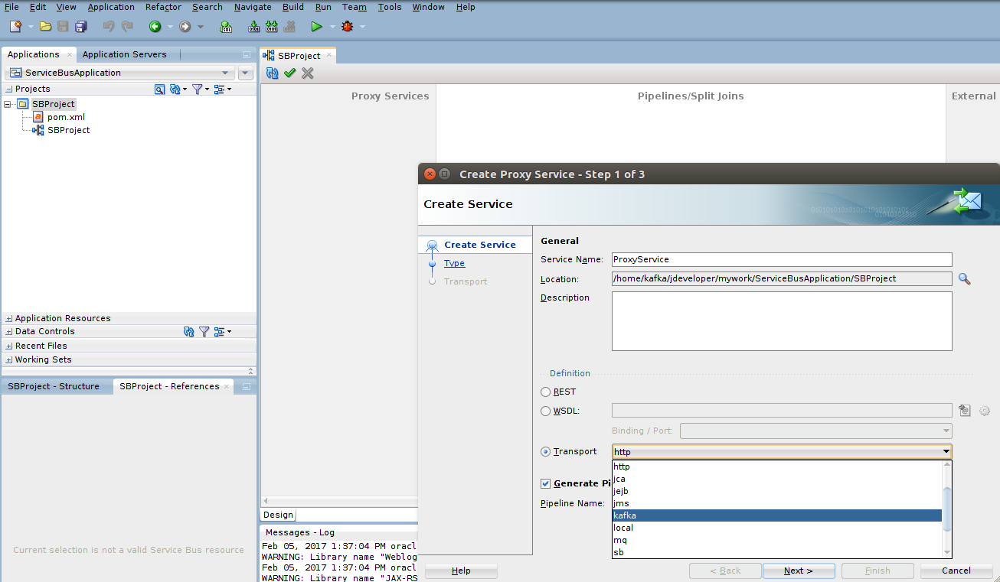 File Edit View Application Refactor Search Navigate Build Run Team Tools Window Help
Applications Application Servers
ServiceBusApplication
Projects
SBProject
pom.xml
SBProject
Application Resources
Data Controls
Recent Files
Working Sets
SBProject - Structure SBProject - References
Current selection is not a valid Service Bus resource
SBProject
Proxy Services Pipelines/Split Joins External
Design
Messages - Log
Feb 05, 2017 1:37:04 PM oracl
WARNING: Library name "Weblog
Feb 05, 2017 1:37:04 PM oracl
WARNING: Library name "JAX-RS
Create Proxy Service - Step 1 of 3
Create Service
Create Service
Type
Transport
General
Service Name: ProxyService
Location: /home/kafka/jdeveloper/mywork/ServiceBusApplication/SBProject
Description
Definition
REST
WSDL:
Binding / Port:
Transport http
http
jca
jejb
jms
kafka
local
mq
sb
Generate Pi
Pipeline Name:
Help < Back Next > Finish Cancel